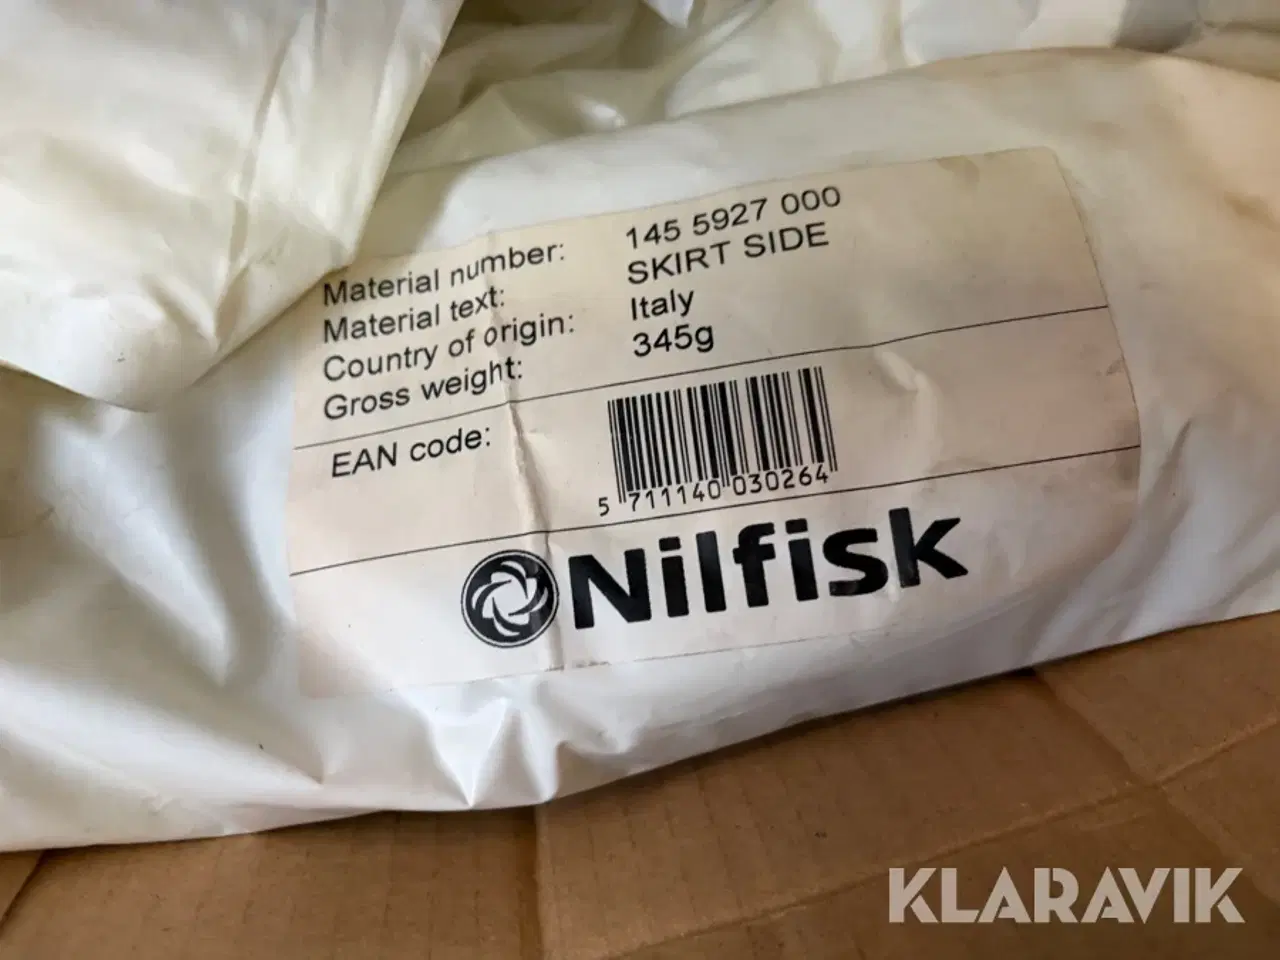 Material number: 145 5927 000
Material text: SKIRT SIDE
Country of origin: Italy
Gross weight: 345g
EAN code:
5 711140 030264
Nilfisk
KLARAVIK